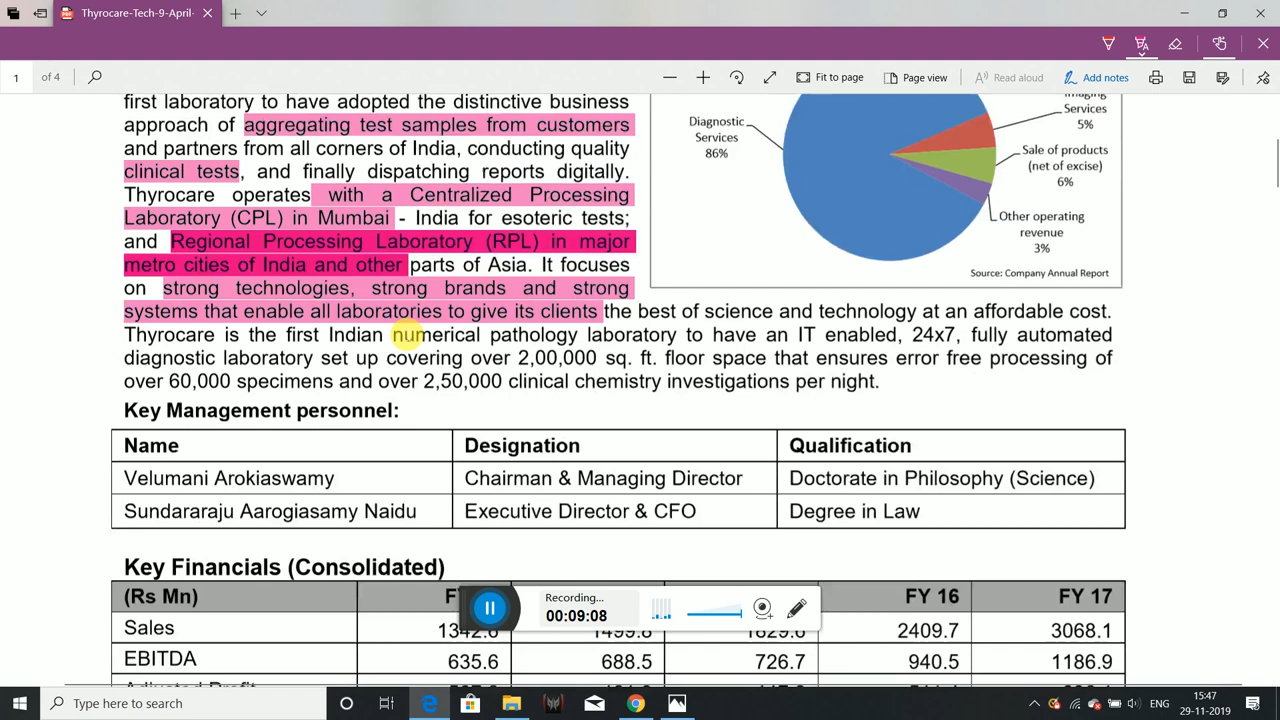 Thyrocare-Tech-9-April-
1 of 4
Fit to page
Page view
Read aloud
Add notes
first laboratory to have adopted the distinctive business
approach of aggregating test samples from customers
and partners from all corners of India, conducting quality
clinical tests, and finally dispatching reports digitally.
Thyrocare operates with a Centralized Processing
Laboratory (CPL) in Mumbai - India for esoteric tests;
and Regional Processing Laboratory (RPL) in major
metro cities of India and other parts of Asia. It focuses
on strong technologies, strong brands and strong
systems that enable all laboratories to give its clients the best of science and technology at an affordable cost.
Thyrocare is the first Indian numerical pathology laboratory to have an IT enabled, 24x7, fully automated
diagnostic laboratory set up covering over 2,00,000 sq. ft. floor space that ensures error free processing of
over 60,000 specimens and over 2,50,000 clinical chemistry investigations per night.
Diagnostic
Services
86%
Imaging
Services
5%
Sale of products
(net of excise)
6%
Other operating
revenue
3%
Source: Company Annual Report
Key Management personnel:
Name Designation Qualification
Velumani Arokiaswamy Chairman & Managing Director Doctorate in Philosophy (Science)
Sundararaju Aarogiasamy Naidu Executive Director & CFO Degree in Law
Key Financials (Consolidated)
(Rs Mn) FY 16 FY 17
Sales 1342.6 1499.8 1829.6 2409.7 3068.1
EBITDA 635.6 688.5 726.7 940.5 1186.9
Adjusted Profit
Recording...
00:09:08
Type here to search
ENG
15:47
29-11-2019